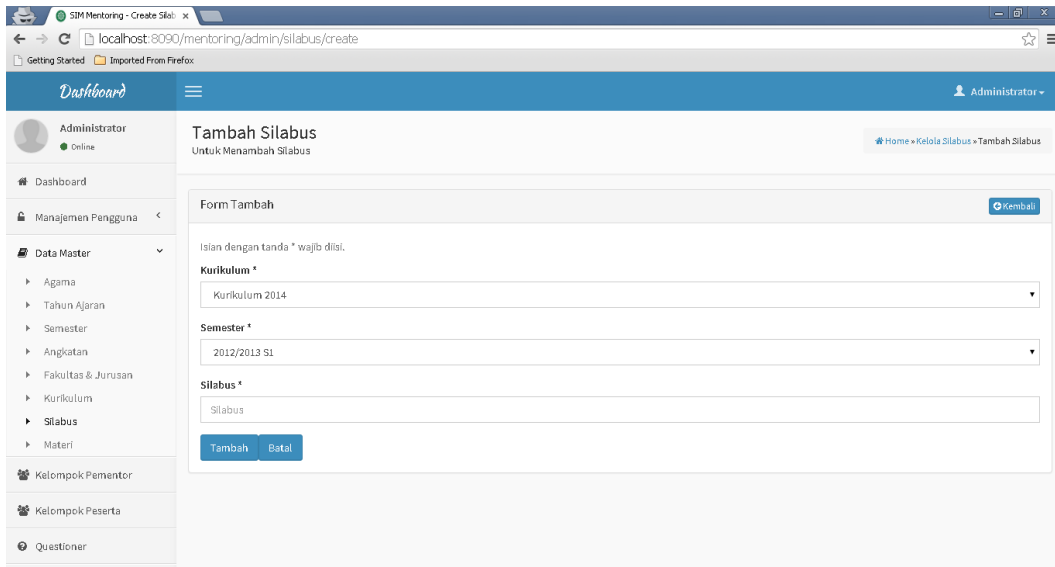 SIM Mentoring - Create Silab
localhost:8090/mentoring/admin/silabus/create
Getting Started Imported From Firefox
Dashboard
Administrator
Administrator
Online
Tambah Silabus
Untuk Menambah Silabus
Home » Kelola Silabus » Tambah Silabus
Dashboard
Manajemen Pengguna
Data Master
Agama
Tahun Ajaran
Semester
Angkatan
Fakultas & Jurusan
Kurikulum
Silabus
Materi
Kelompok Pementor
Kelompok Peserta
Questioner
Form Tambah
Kembali
Isian dengan tanda * wajib diisi.
Kurikulum *
Kurikulum 2014
Semester *
2012/2013 S1
Silabus *
Silabus
Tambah Batal